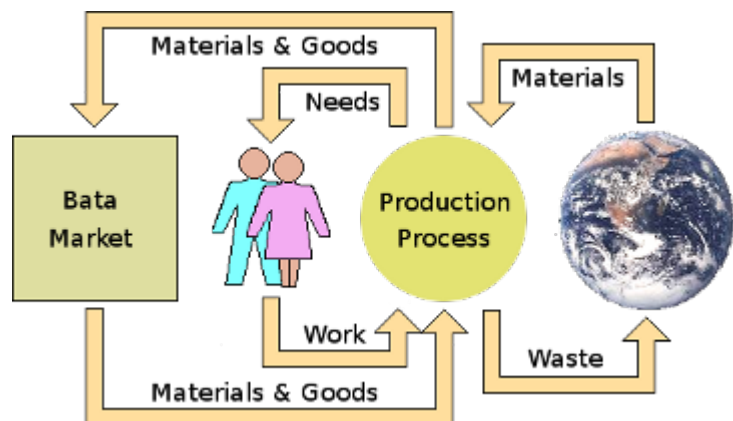 Materials & Goods
Needs
Materials
Bata
Market
Production
Process
Work
Waste
Materials & Goods